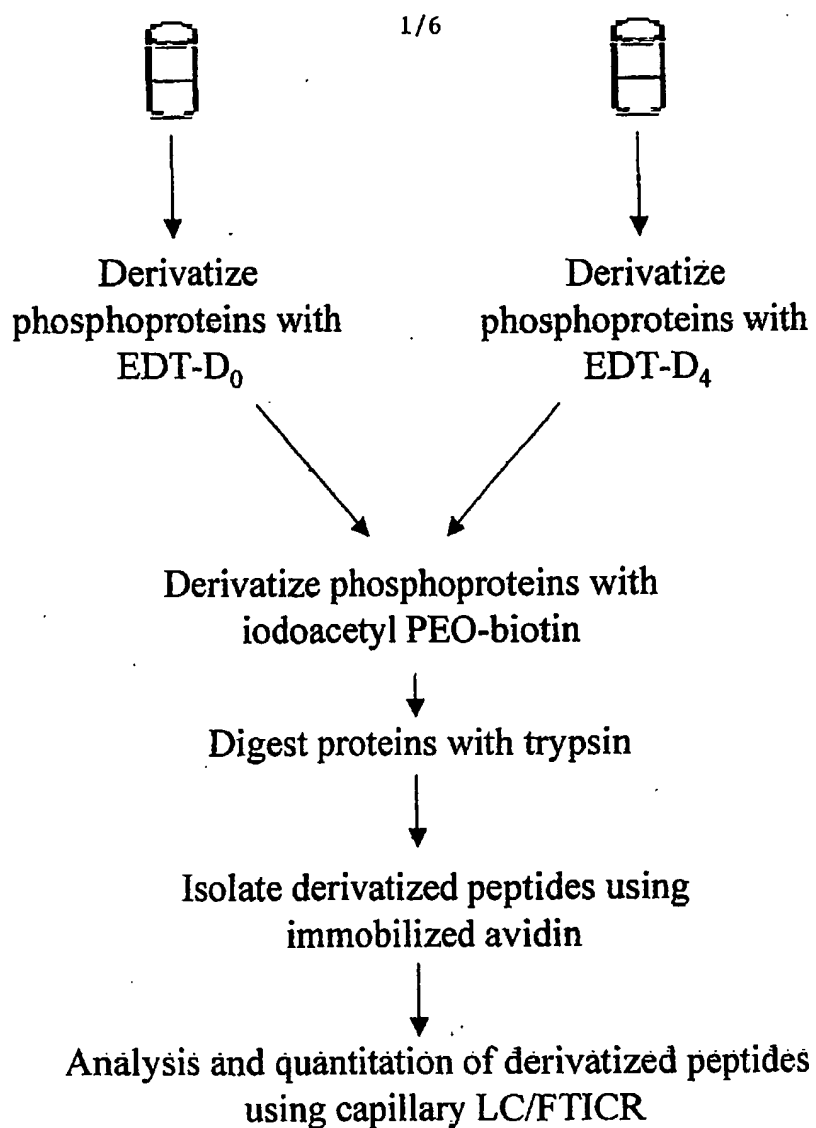 1/6
Derivatize
phosphoproteins with
EDT-D₀
Derivatize
phosphoproteins with
EDT-D₄
Derivatize phosphoproteins with
iodoacetyl PEO-biotin
Digest proteins with trypsin
Isolate derivatized peptides using
immobilized avidin
Analysis and quantitation of derivatized peptides
using capillary LC/FTICR